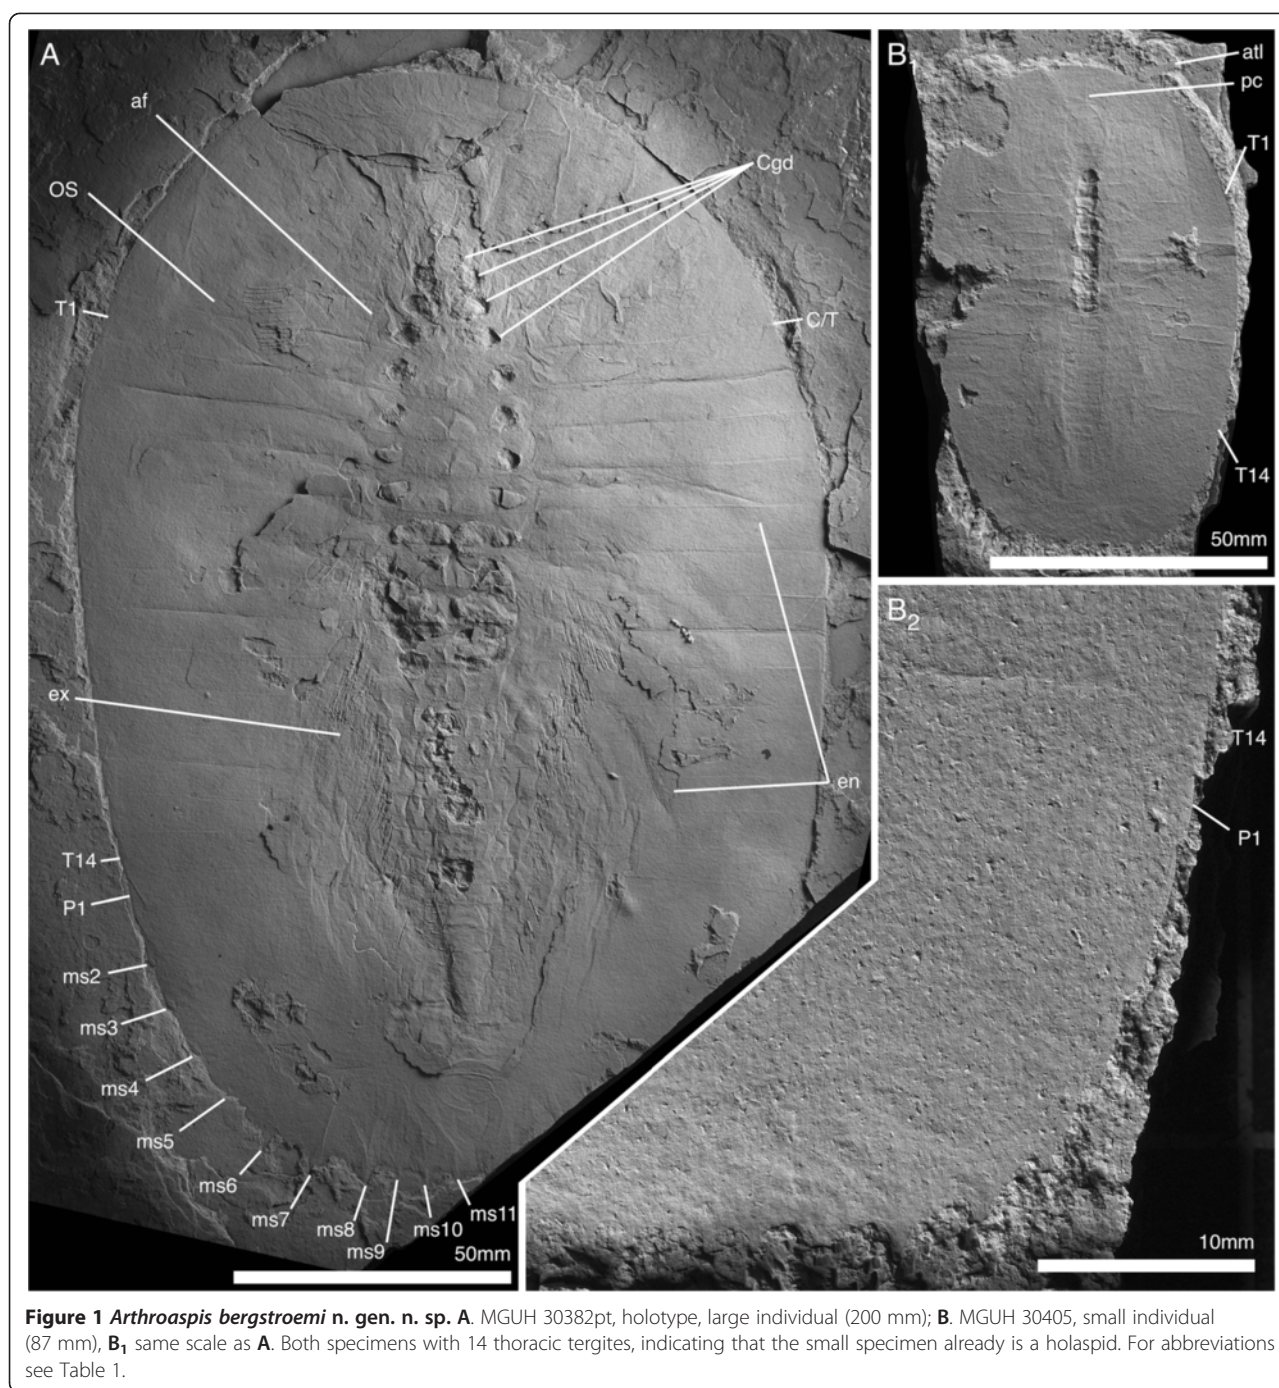 A
af
OS
Cgd
T1
C/T
ex
en
T14
P1
ms2
ms3
ms4
ms5
ms6
ms7
ms8
ms9
ms10
ms11
50mm
B1
atl
pc
T1
T14
50mm
B2
T14
P1
10mm
Figure 1 Arthroaspis bergstroemi n. gen. n. sp. A. MGUH 30382pt, holotype, large individual (200 mm); B. MGUH 30405, small individual
(87 mm), B1 same scale as A. Both specimens with 14 thoracic tergites, indicating that the small specimen already is a holaspid. For abbreviations
see Table 1.